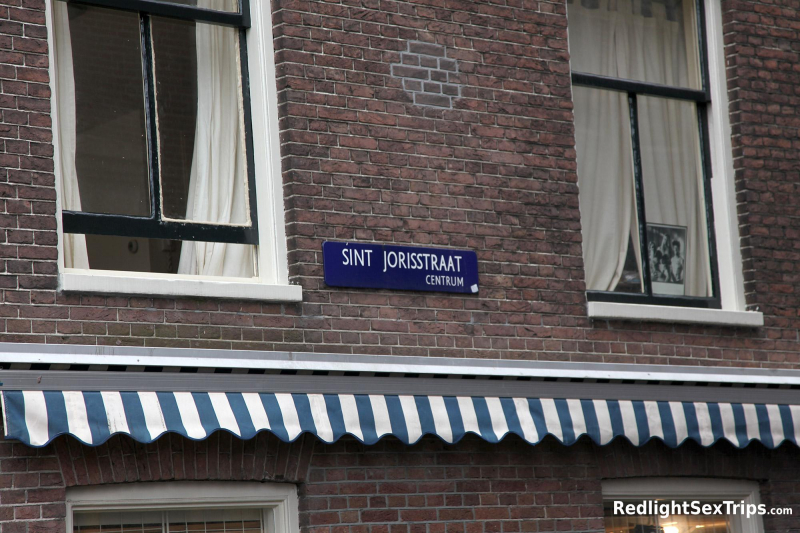 SINT JORISSTRAAT
CENTRUM
RedlightSexTrips.com